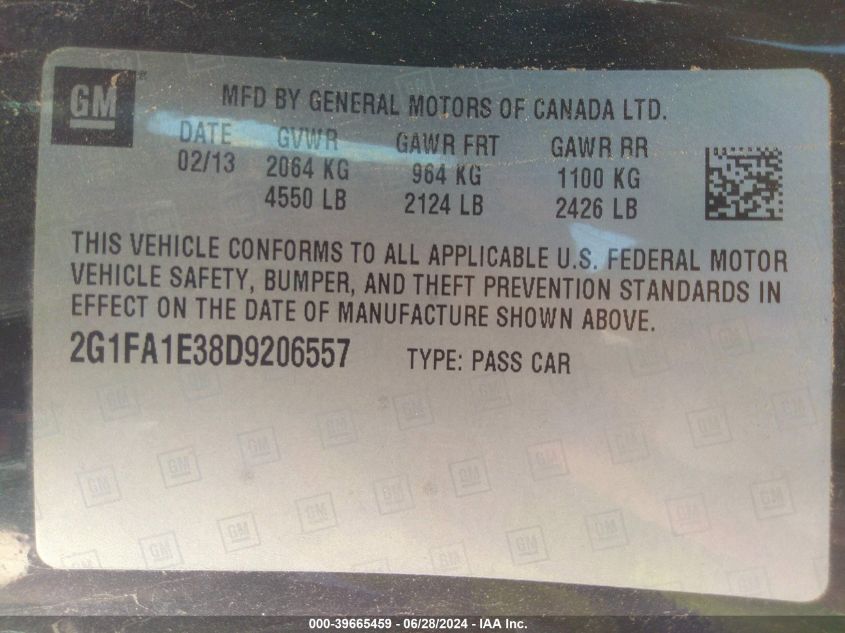 GM
MFD BY GENERAL MOTORS OF CANADA LTD.
DATE GVWR GAWR FRT GAWR RR
02/13 2064 KG 964 KG 1100 KG
4550 LB 2124 LB 2426 LB
THIS VEHICLE CONFORMS TO ALL APPLICABLE U.S. FEDERAL MOTOR
VEHICLE SAFETY, BUMPER, AND THEFT PREVENTION STANDARDS IN
EFFECT ON THE DATE OF MANUFACTURE SHOWN ABOVE.
2G1FA1E38D9206557 TYPE: PASS CAR
000-39665459 - 06/28/2024 - IAA Inc.